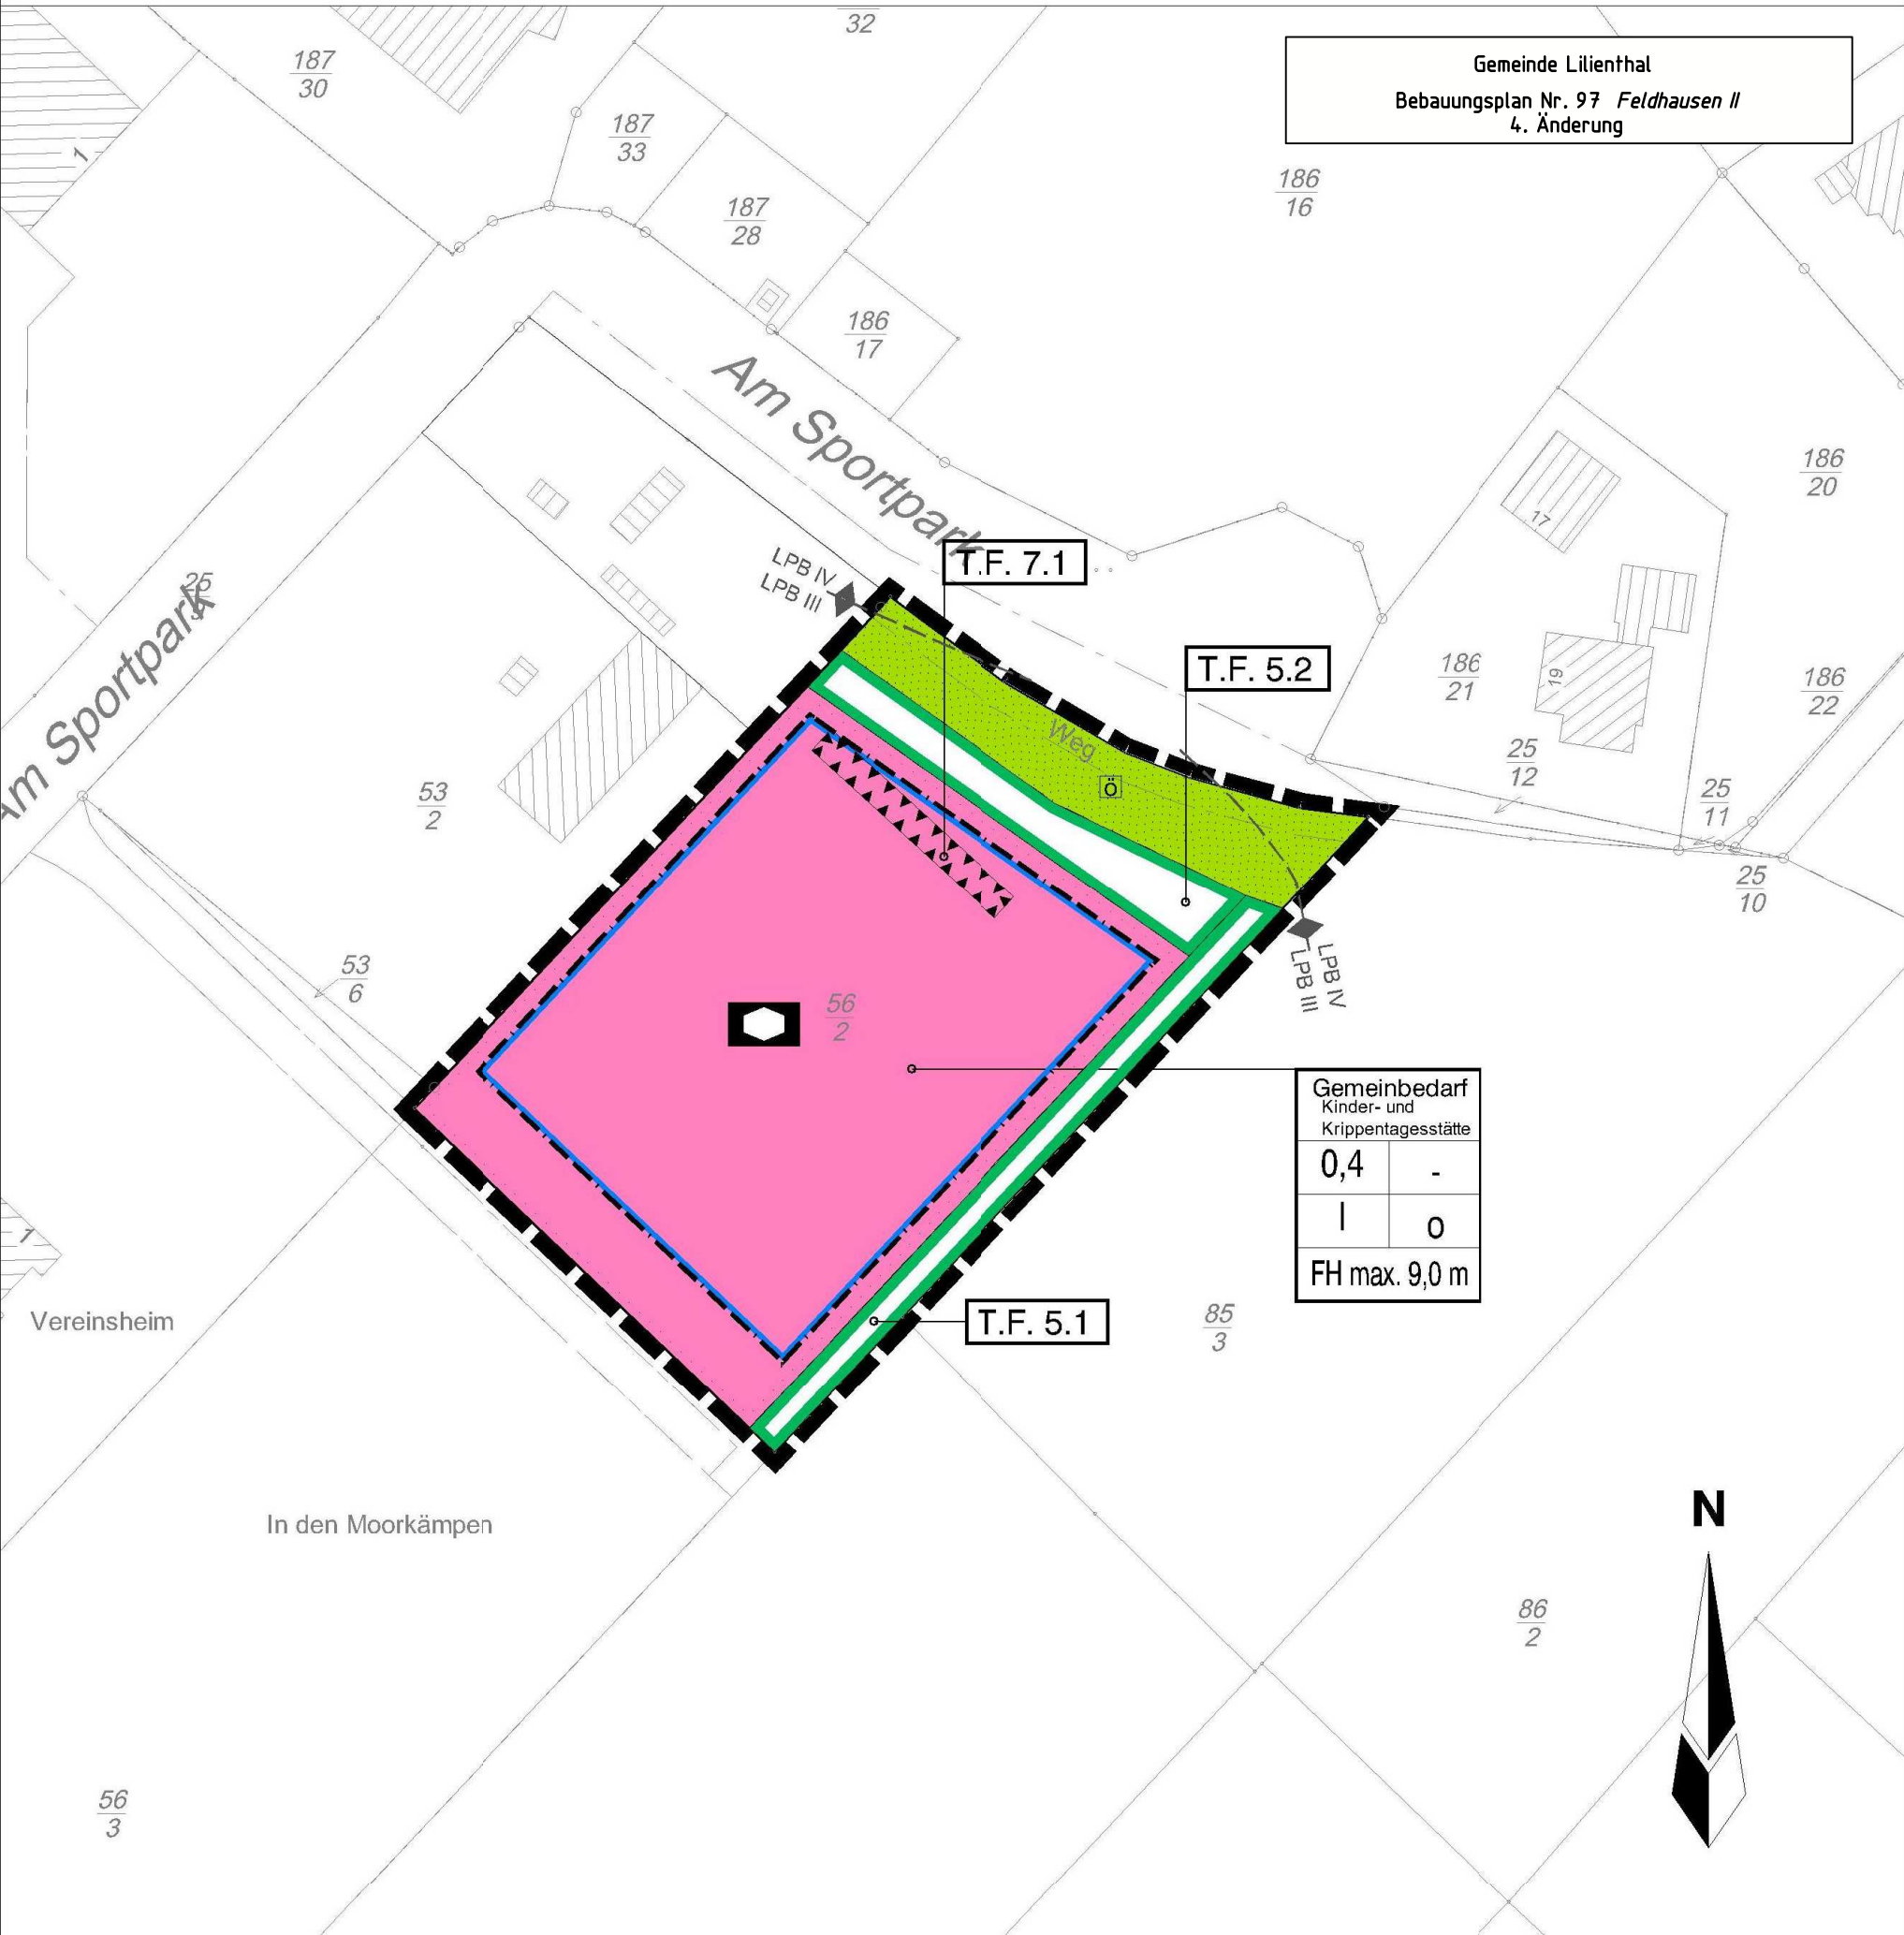 32
187
30
Gemeinde Lilienthal
Bebauungsplan Nr. 97 Feldhausen II
4. Änderung
1
187
33
186
16
187
28
186
17
Am Sportpark
186
20
17
T.F. 7.1
LPB IV
LPB III
25
Am Sportpark
T.F. 5.2
186
21
19
186
22
Weg
Ö
25
12
25
11
53
2
25
10
53
6
LPB IV
LPB III
56
2
Gemeinbedarf
Kinder- und
Krippentagesstätte
0,4 -
I o
FH max. 9,0 m
1
Vereinsheim
T.F. 5.1
85
3
In den Moorkämpen
N
86
2
56
3